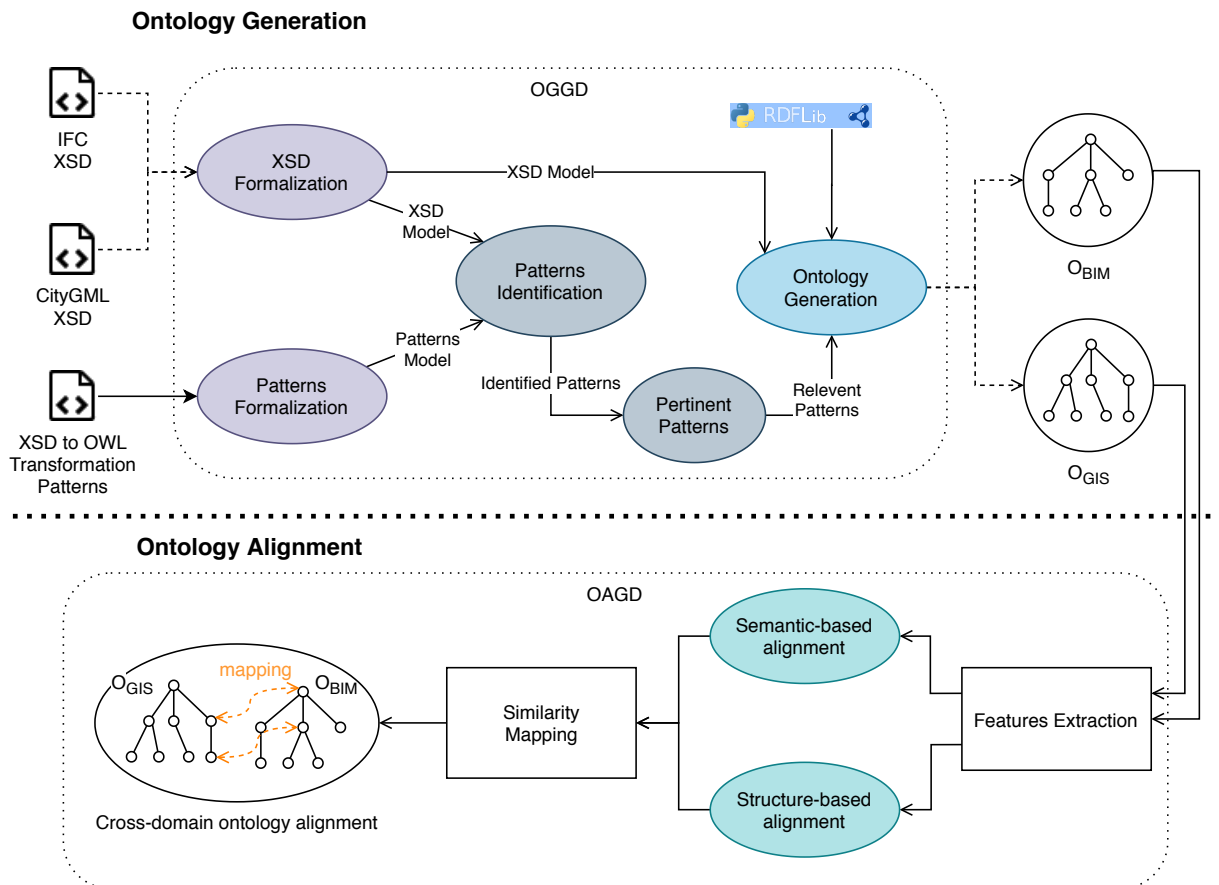 Ontology Generation
OGGD
IFC
XSD
CityGML
XSD
XSD to OWL
Transformation
Patterns
XSD
Formalization
XSD Model
XSD
Model
RDFLib
Patterns
Identification
Ontology
Generation
Patterns
Model
Patterns
Formalization
Identified Patterns
Pertinent
Patterns
Relevent
Patterns
OBIM
OGIS
Ontology Alignment
OAGD
Semantic-based
alignment
Features Extraction
Structure-based
alignment
Similarity
Mapping
mapping
OGIS
OBIM
Cross-domain ontology alignment